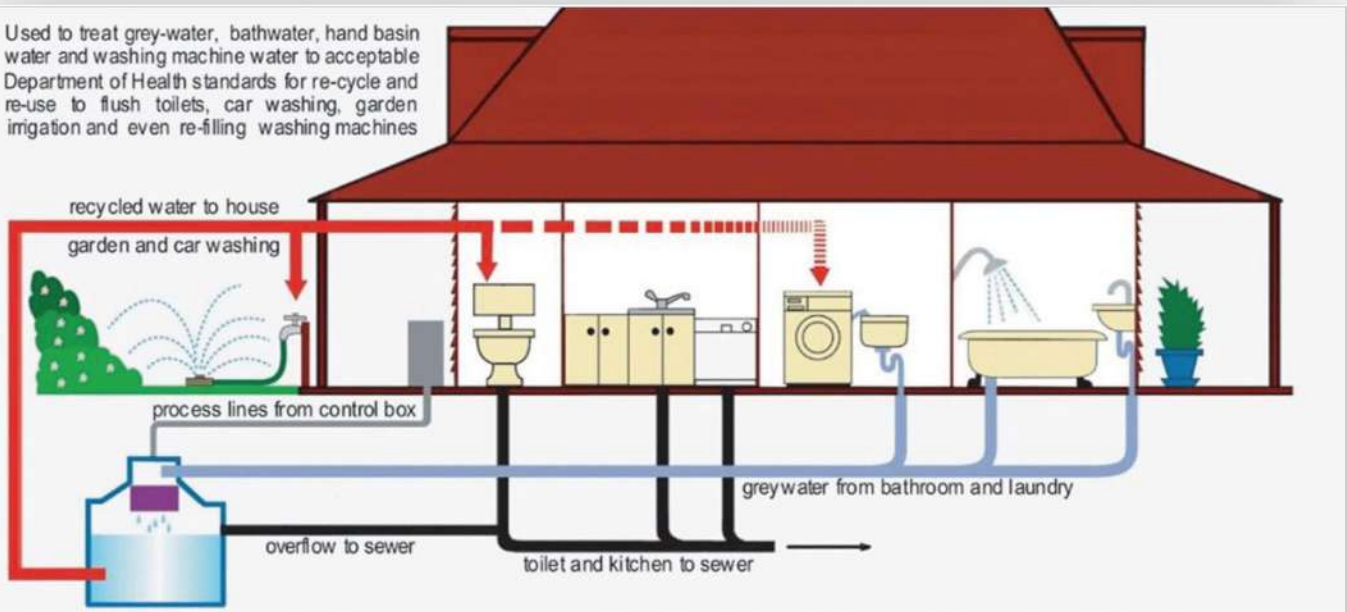 Used to treat grey-water, bathwater, hand basin
water and washing machine water to acceptable
Department of Health standards for re-cycle and
re-use to flush toilets, car washing, garden
irrigation and even re-filling washing machines
recycled water to house
garden and car washing
process lines from control box
greywater from bathroom and laundry
overflow to sewer
toilet and kitchen to sewer